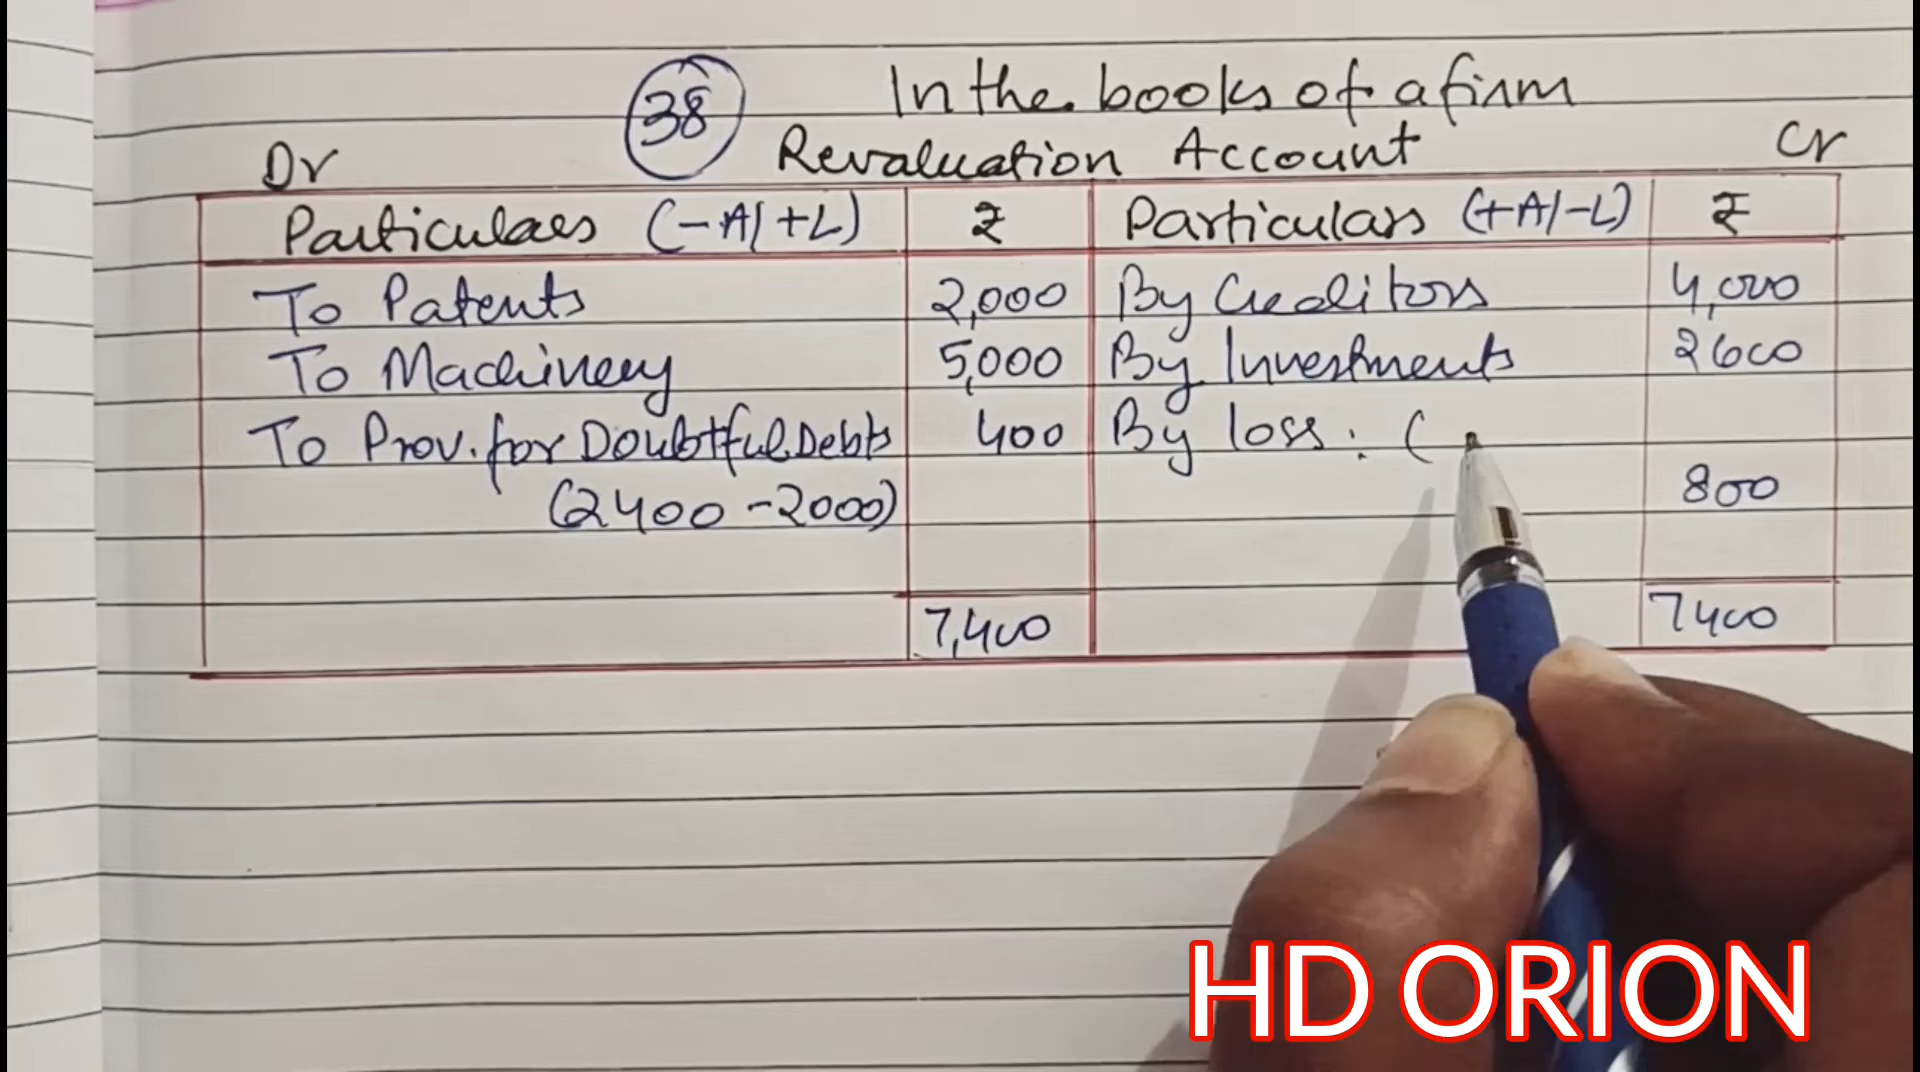 38 In the books of a firm
Dr Revaluation Account Cr
Particulars (-A/+L) ₹ Particulars (+A/-L) ₹
To Patents 2,000 By Creditors 4,000
To Machinery 5,000 By Investments 2600
To Prov. for Doubtful Debts 400 By loss: (
(2400-2000) 800
7,400 7400
HD ORION